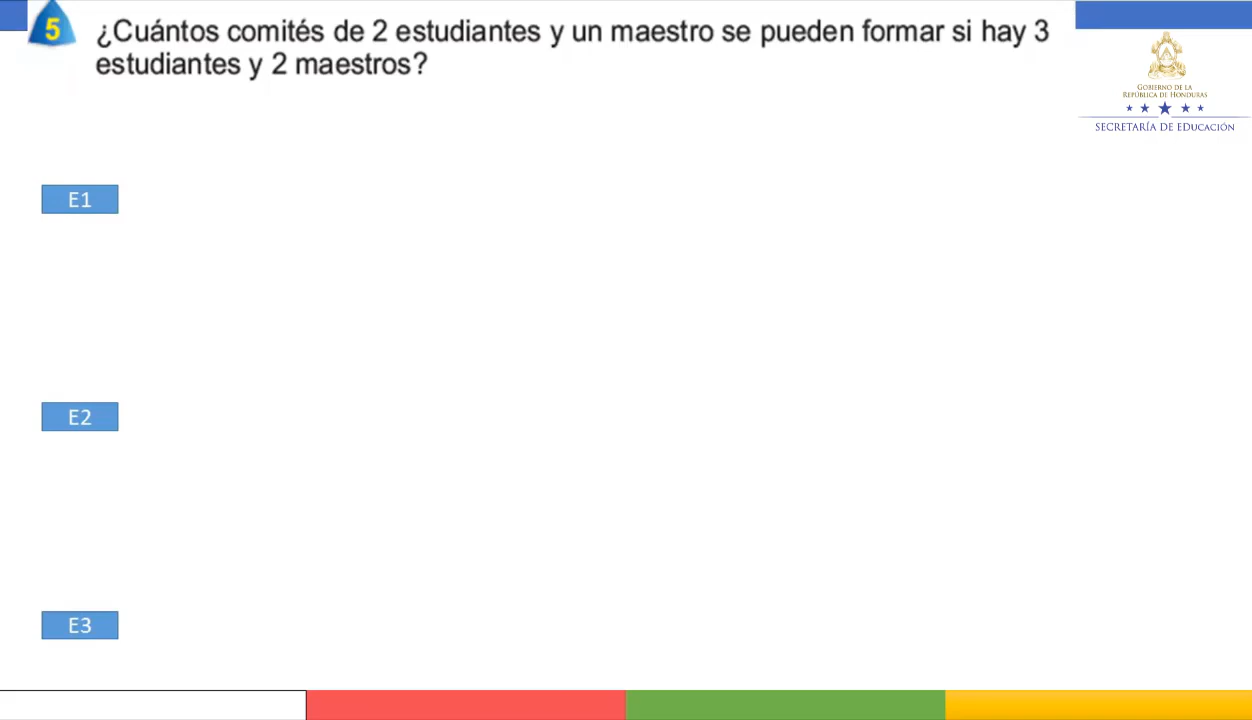 5
¿Cuántos comités de 2 estudiantes y un maestro se pueden formar si hay 3
estudiantes y 2 maestros?
GOBIERNO DE LA
REPÚBLICA DE HONDURAS
SECRETARÍA DE EDUCACIÓN
E1
E2
E3